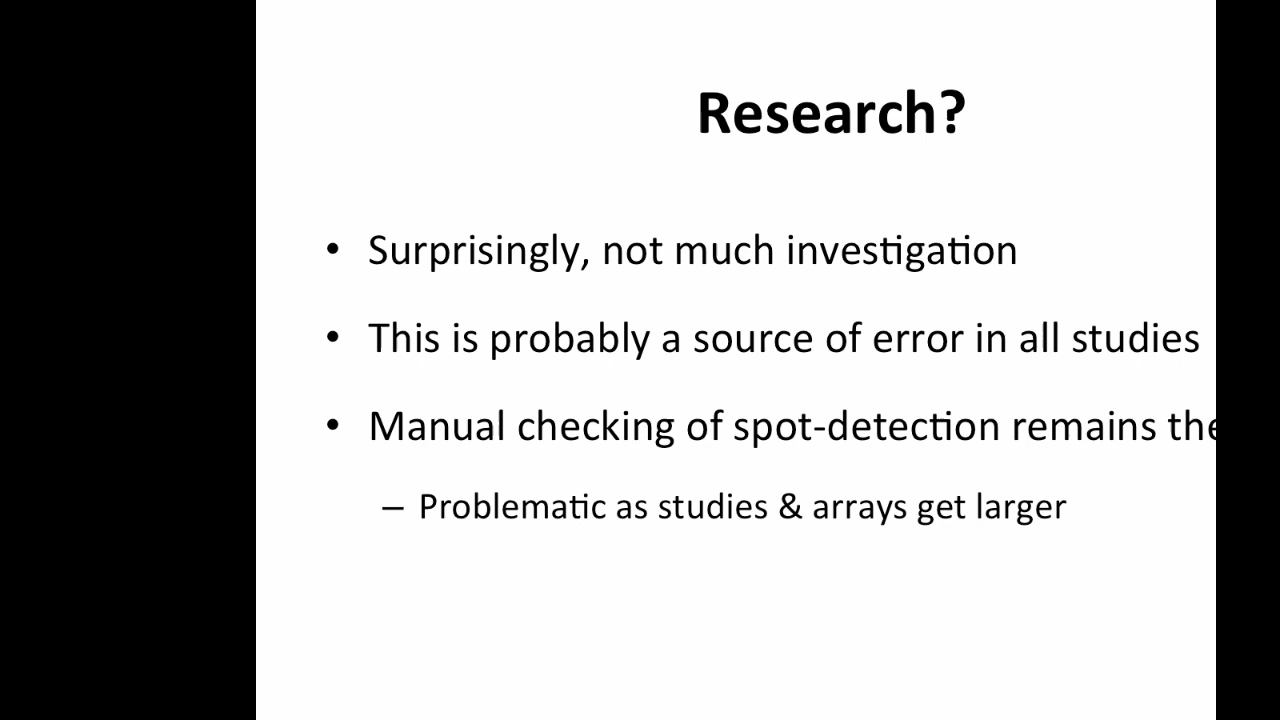 Research?
• Surprisingly, not much investigation
• This is probably a source of error in all studies
• Manual checking of spot-detection remains the
– Problematic as studies & arrays get larger